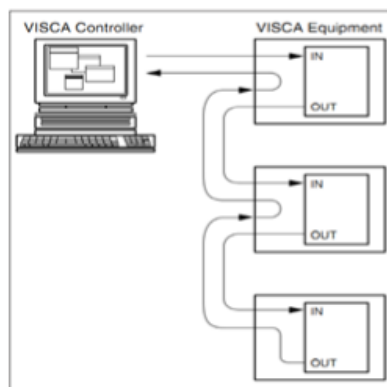 VISCA Controller
VISCA Equipment
IN
OUT
IN
OUT
IN
OUT